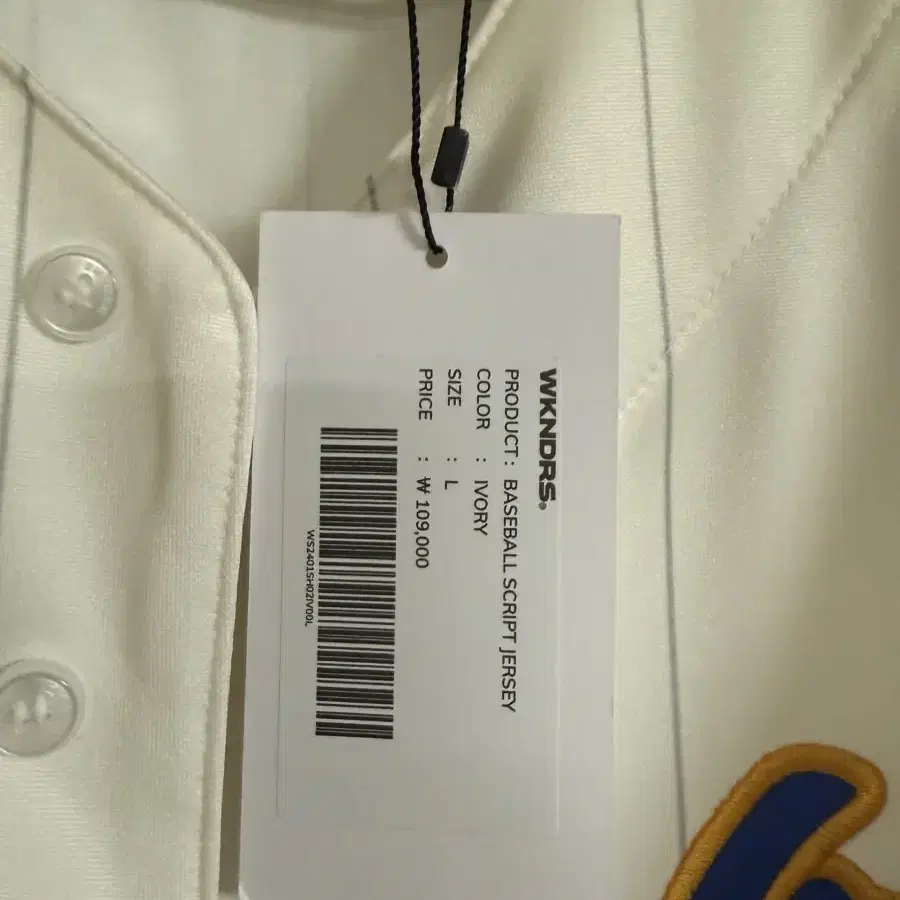 WKNDRS®
PRODUCT : BASEBALL SCRIPT JERSEY
COLOR : IVORY
SIZE : L
PRICE : ₩ 109,000
WS2401SH02IV00L